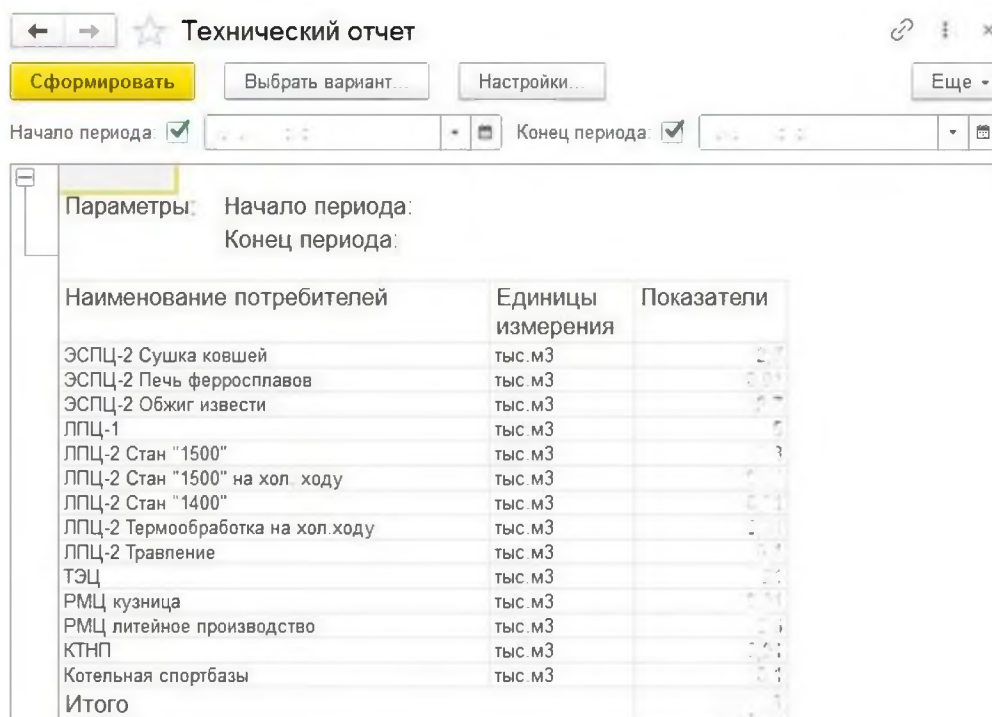 Технический отчет
Сформировать Выбрать вариант... Настройки... Еще
Начало периода: Конец периода:
Параметры: Начало периода:
Конец периода:
Наименование потребителей Единицы измерения Показатели
ЭСПЦ-2 Сушка ковшей тыс.м3
ЭСПЦ-2 Печь ферросплавов тыс.м3
ЭСПЦ-2 Обжиг извести тыс.м3
ЛПЦ-1 тыс.м3
ЛПЦ-2 Стан "1500" тыс.м3
ЛПЦ-2 Стан "1500" на хол. ходу тыс.м3
ЛПЦ-2 Стан "1400" тыс.м3
ЛПЦ-2 Термообработка на хол.ходу тыс.м3
ЛПЦ-2 Травление тыс.м3
ТЭЦ тыс.м3
РМЦ кузница тыс.м3
РМЦ литейное производство тыс.м3
КТНП тыс.м3
Котельная спортбазы тыс.м3
Итого